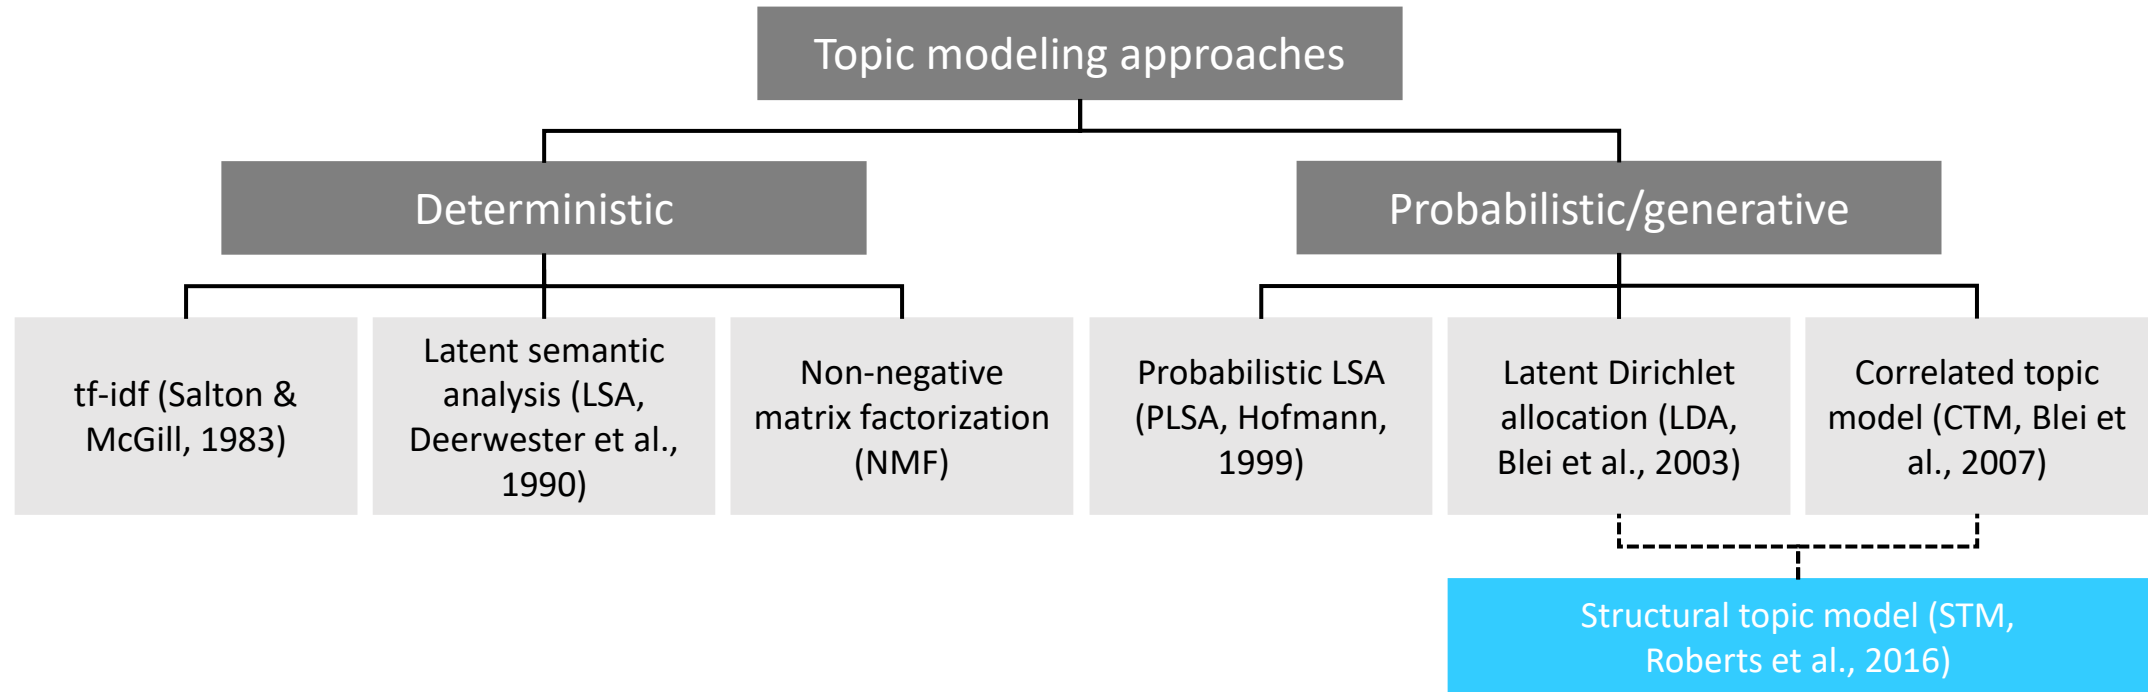 Topic modeling approaches
Deterministic
Probabilistic/generative
tf-idf (Salton &
McGill, 1983)
Latent semantic
analysis (LSA,
Deerwester et al.,
1990)
Non-negative
matrix factorization
(NMF)
Probabilistic LSA
(PLSA, Hofmann,
1999)
Latent Dirichlet
allocation (LDA,
Blei et al., 2003)
Correlated topic
model (CTM, Blei et
al., 2007)
Structural topic model (STM,
Roberts et al., 2016)